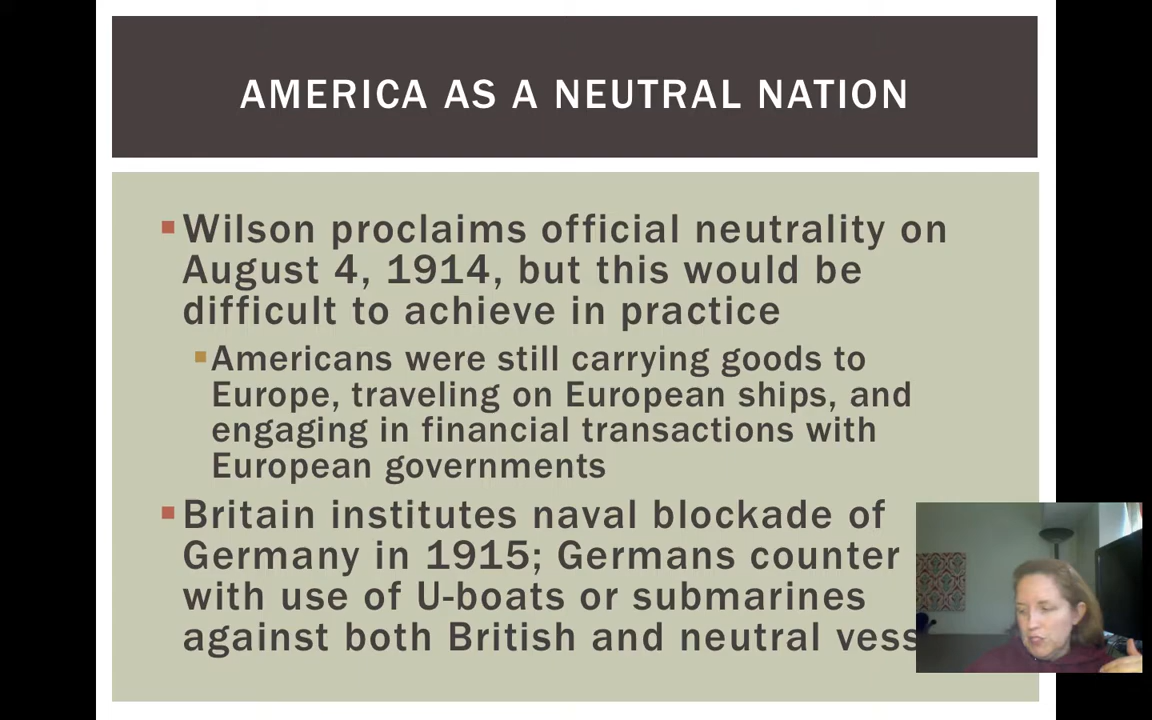 AMERICA AS A NEUTRAL NATION
Wilson proclaims official neutrality on
August 4, 1914, but this would be
difficult to achieve in practice
Americans were still carrying goods to
Europe, traveling on European ships, and
engaging in financial transactions with
European governments
Britain institutes naval blockade of
Germany in 1915; Germans counter
with use of U-boats or submarines
against both British and neutral